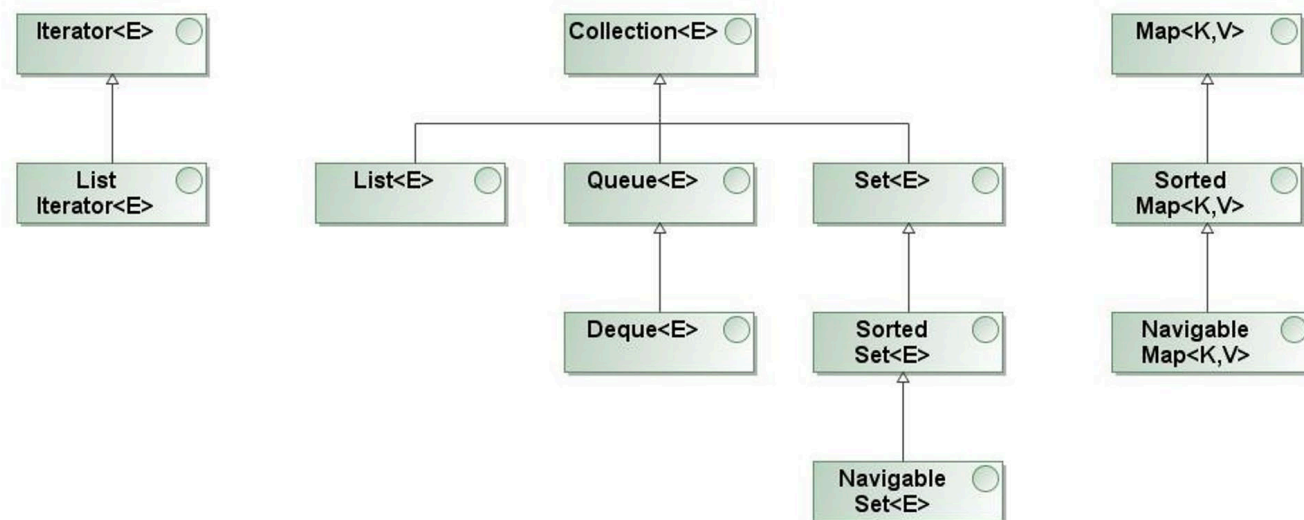 Iterator<E>
Collection<E>
Map<K,V>
List
Iterator<E>
List<E>
Queue<E>
Set<E>
Sorted
Map<K,V>
Deque<E>
Sorted
Set<E>
Navigable
Map<K,V>
Navigable
Set<E>